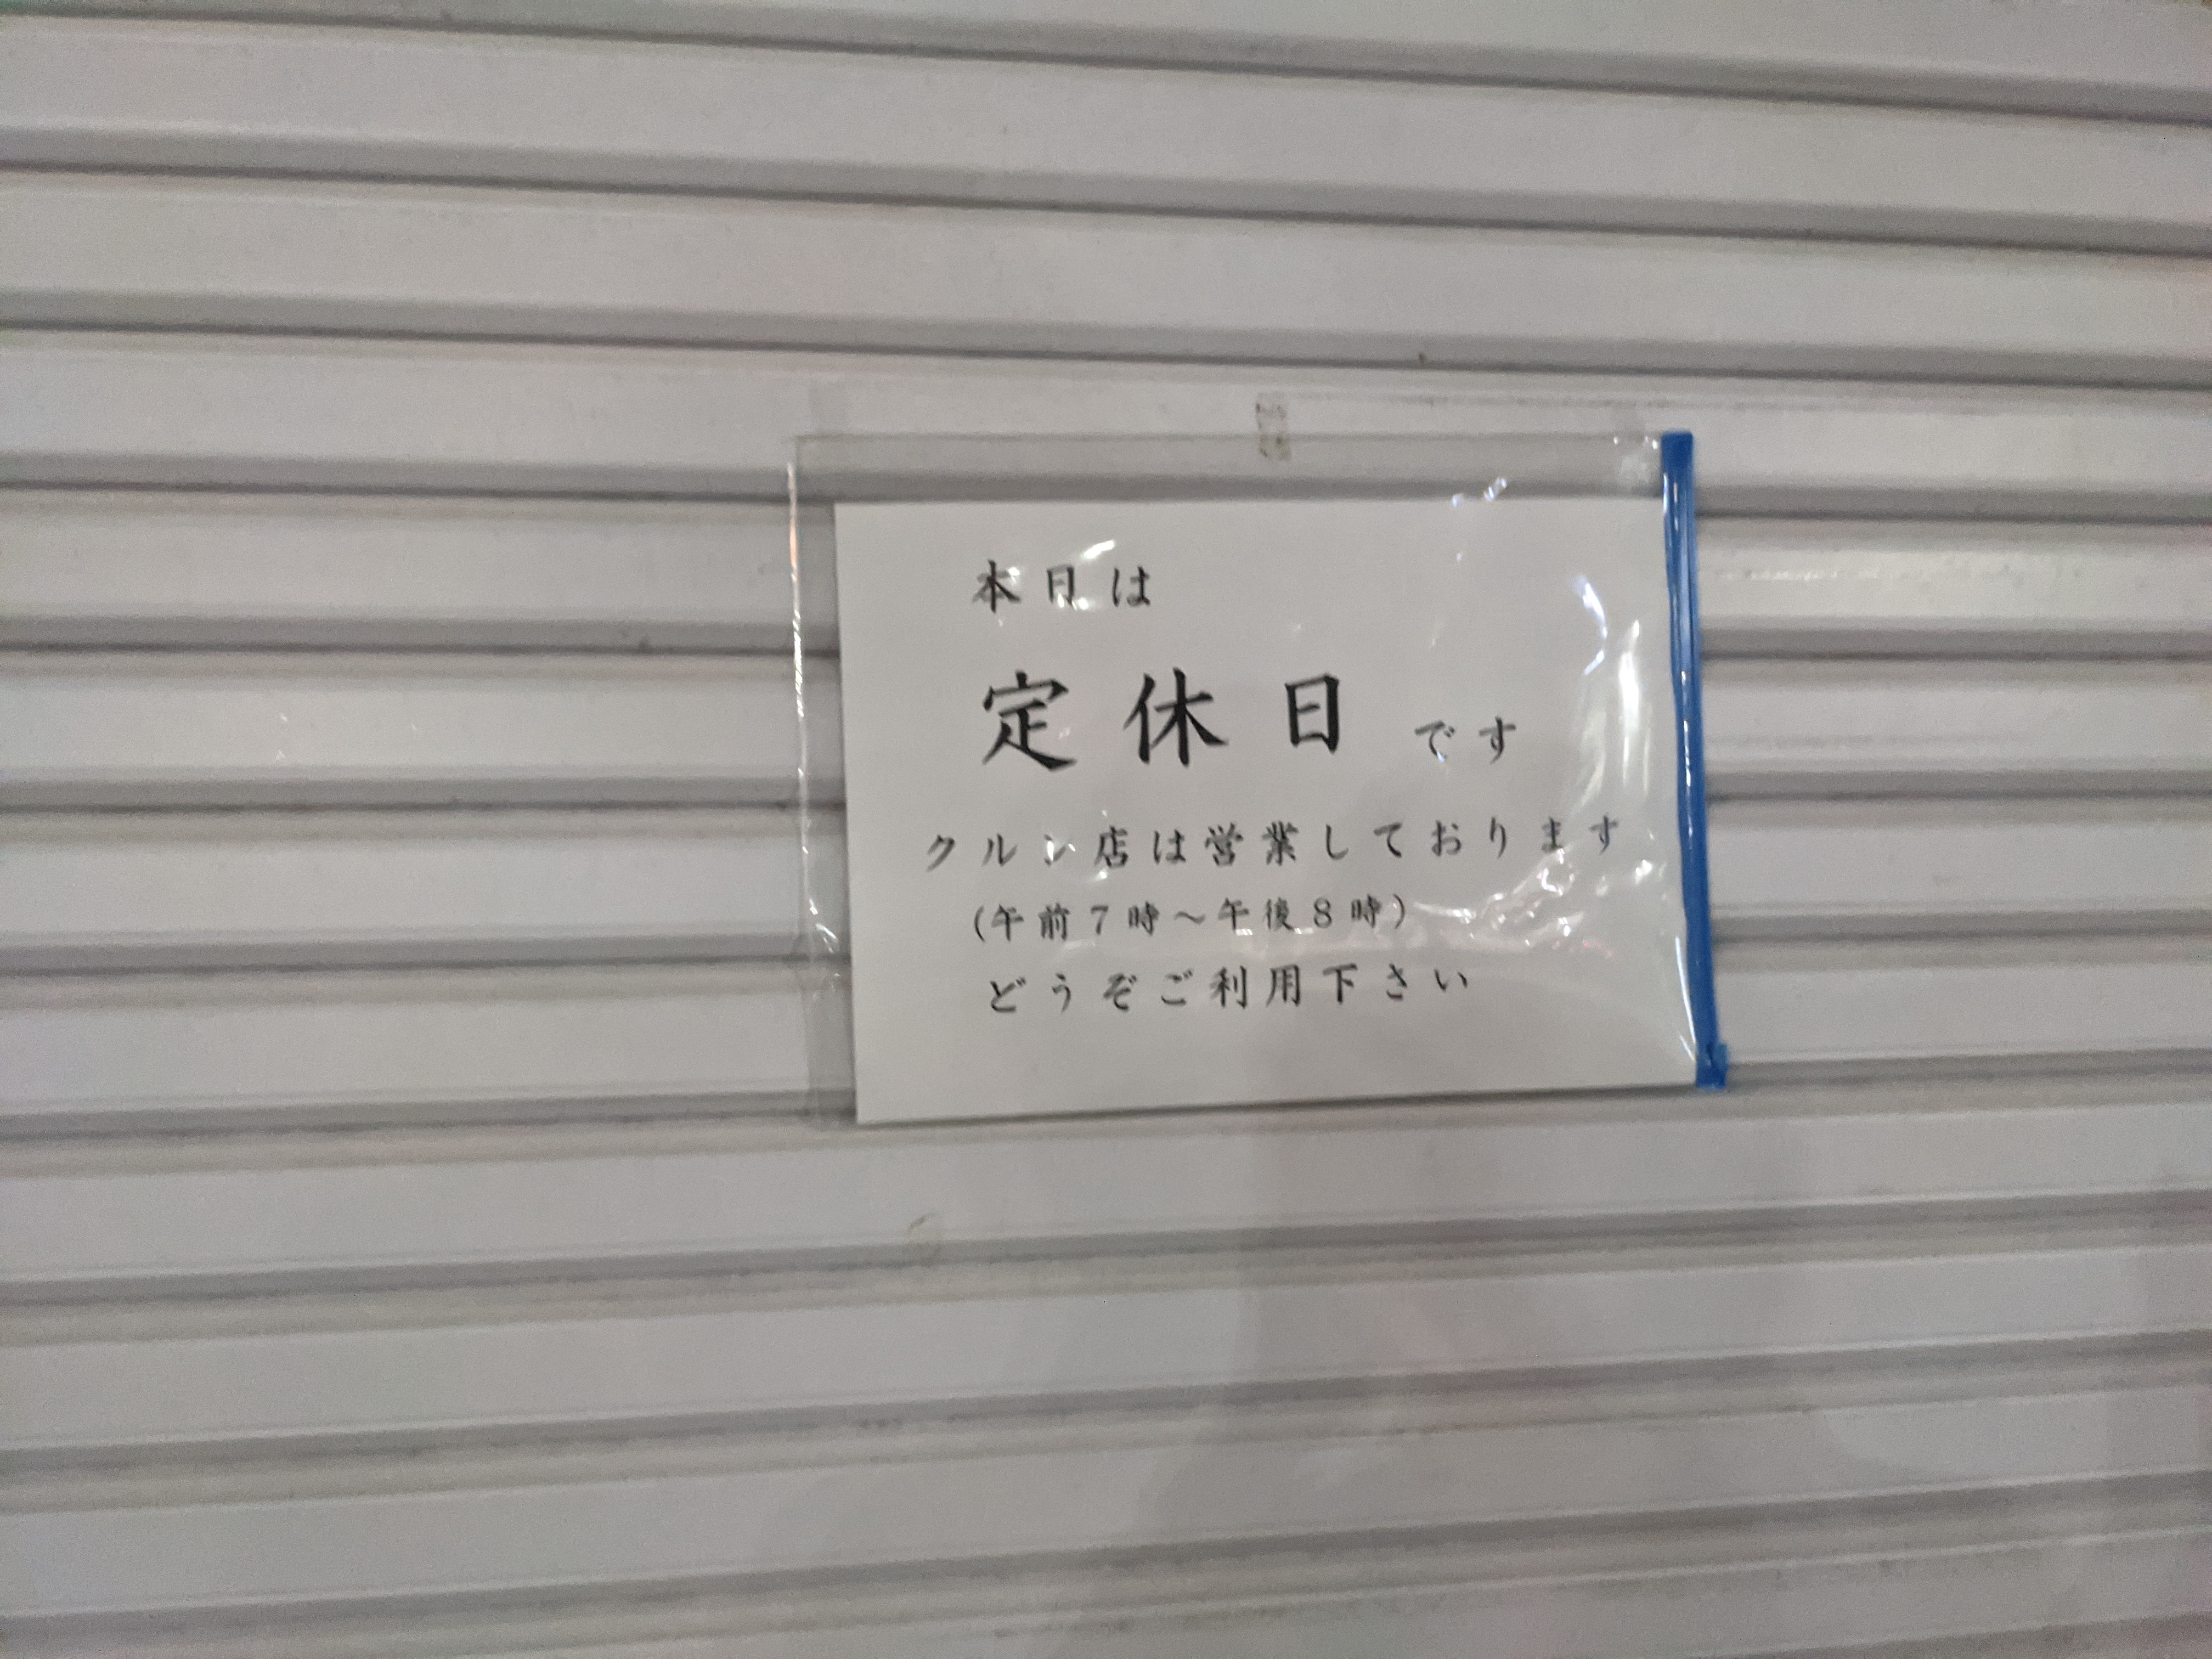 本日は
定休日です
クルン店は営業しております
(午前7時～午後8時)
どうぞご利用下さい